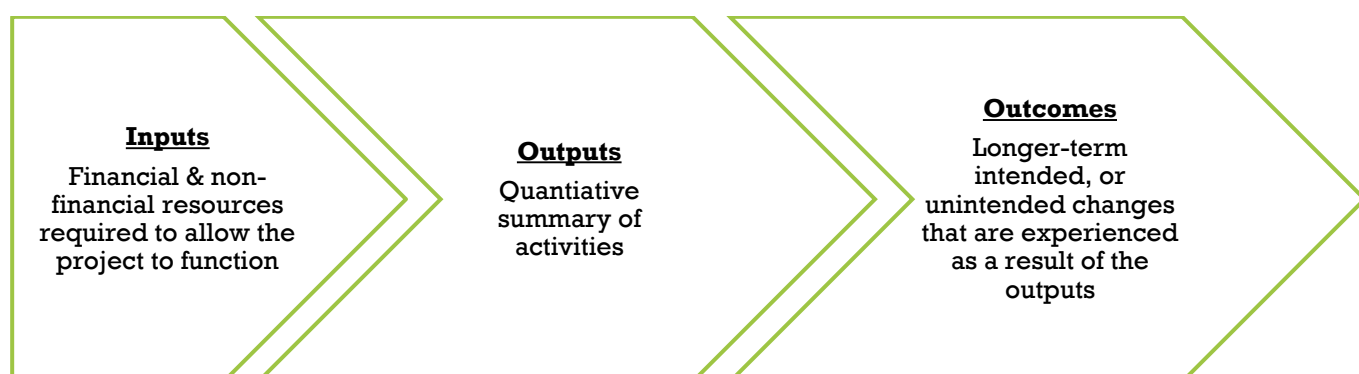 Inputs
Financial & non-
financial resources
required to allow the
project to function
Outputs
Quantiative
summary of
activities
Outcomes
Longer-term
intended, or
unintended changes
that are experienced
as a result of the
outputs